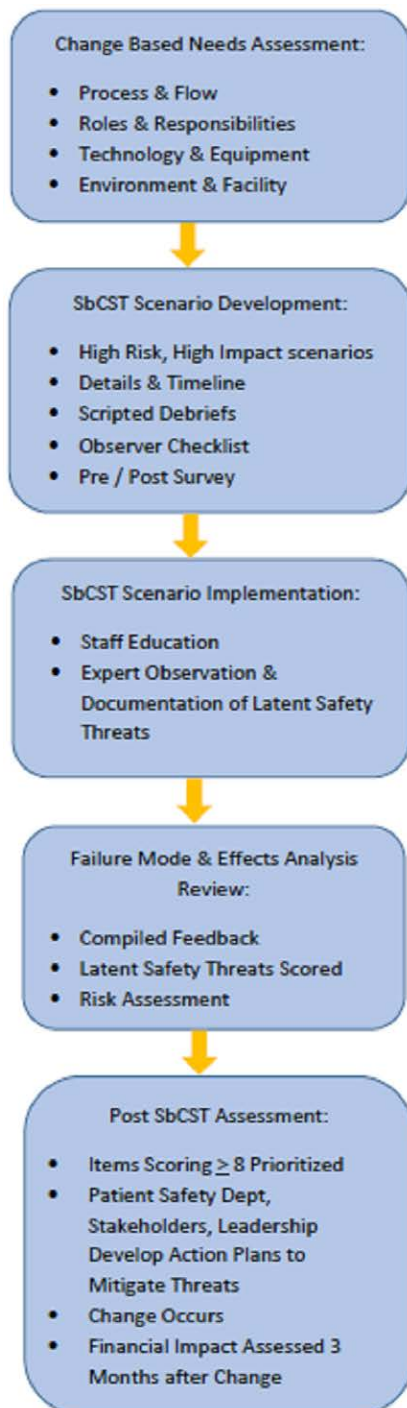 Change Based Needs Assessment:
• Process & Flow
• Roles & Responsibilities
• Technology & Equipment
• Environment & Facility
SbCST Scenario Development:
• High Risk, High Impact scenarios
• Details & Timeline
• Scripted Debriefs
• Observer Checklist
• Pre / Post Survey
SbCST Scenario Implementation:
• Staff Education
• Expert Observation &
Documentation of Latent Safety
Threats
Failure Mode & Effects Analysis
Review:
• Compiled Feedback
• Latent Safety Threats Scored
• Risk Assessment
Post SbCST Assessment:
• Items Scoring ≥ 8 Prioritized
• Patient Safety Dept,
Stakeholders, Leadership
Develop Action Plans to
Mitigate Threats
• Change Occurs
• Financial Impact Assessed 3
Months after Change